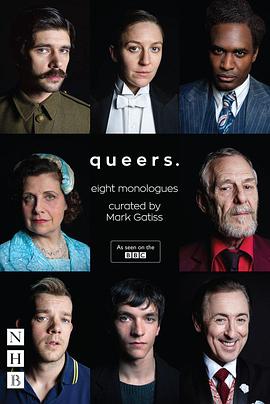 queers.
eight monologues
curated by
Mark Gatiss
As seen on the
BBC
NHB